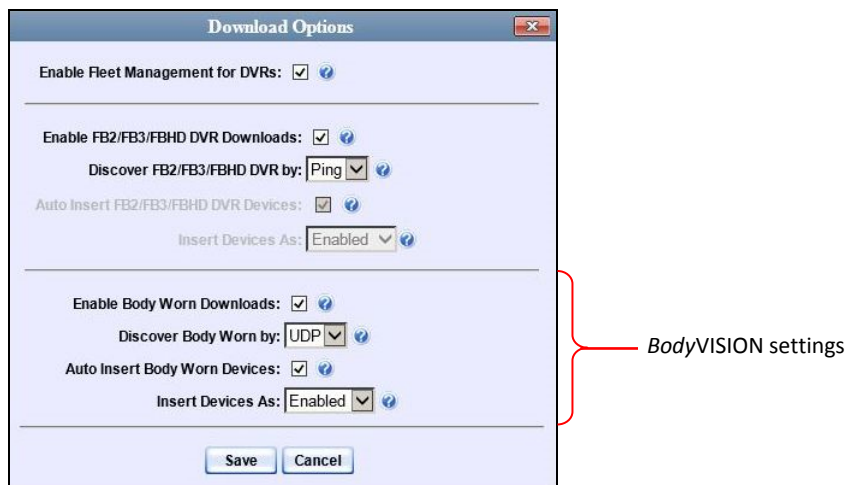 Download Options
Enable Fleet Management for DVRs:
Enable FB2/FB3/FBHD DVR Downloads:
Discover FB2/FB3/FBHD DVR by: Ping
Auto Insert FB2/FB3/FBHD DVR Devices:
Insert Devices As: Enabled
Enable Body Worn Downloads:
Discover Body Worn by: UDP
Auto Insert Body Worn Devices:
Insert Devices As: Enabled
BodyVISION settings
Save Cancel